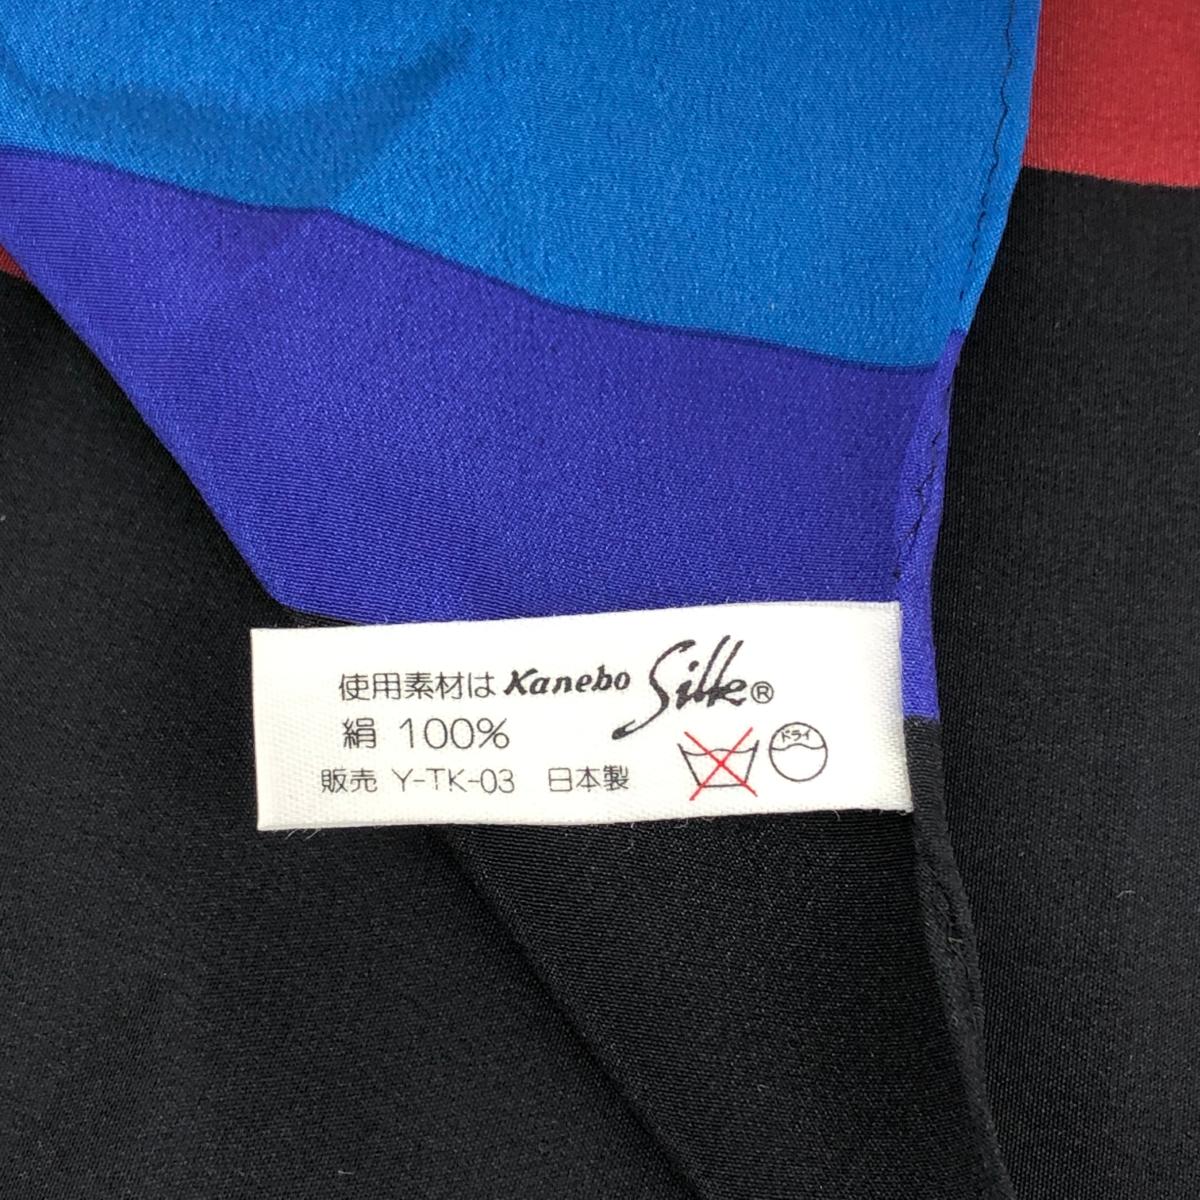 使用素材は Kanebo Silk®
絹 100%
販売 Y-TK-03 日本製
ドライ